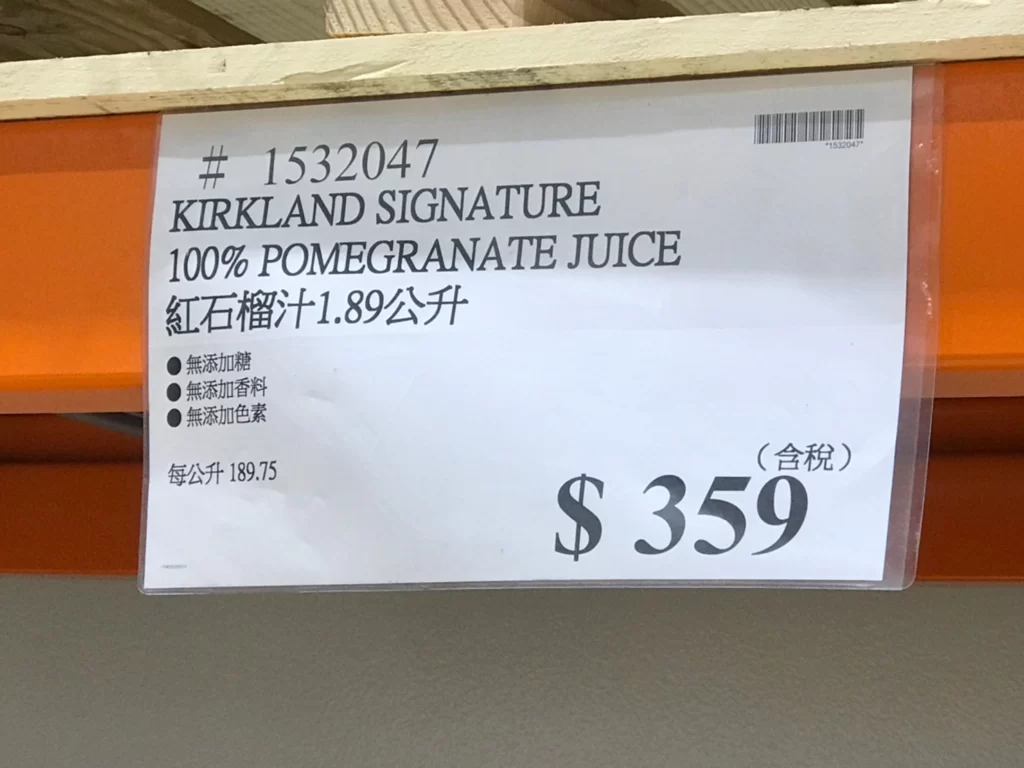 *1532047*
# 1532047
KIRKLAND SIGNATURE
100% POMEGRANATE JUICE
紅石榴汁1.89公升
●無添加糖
●無添加香料
●無添加色素
每公升 189.75
（含稅）
$ 359